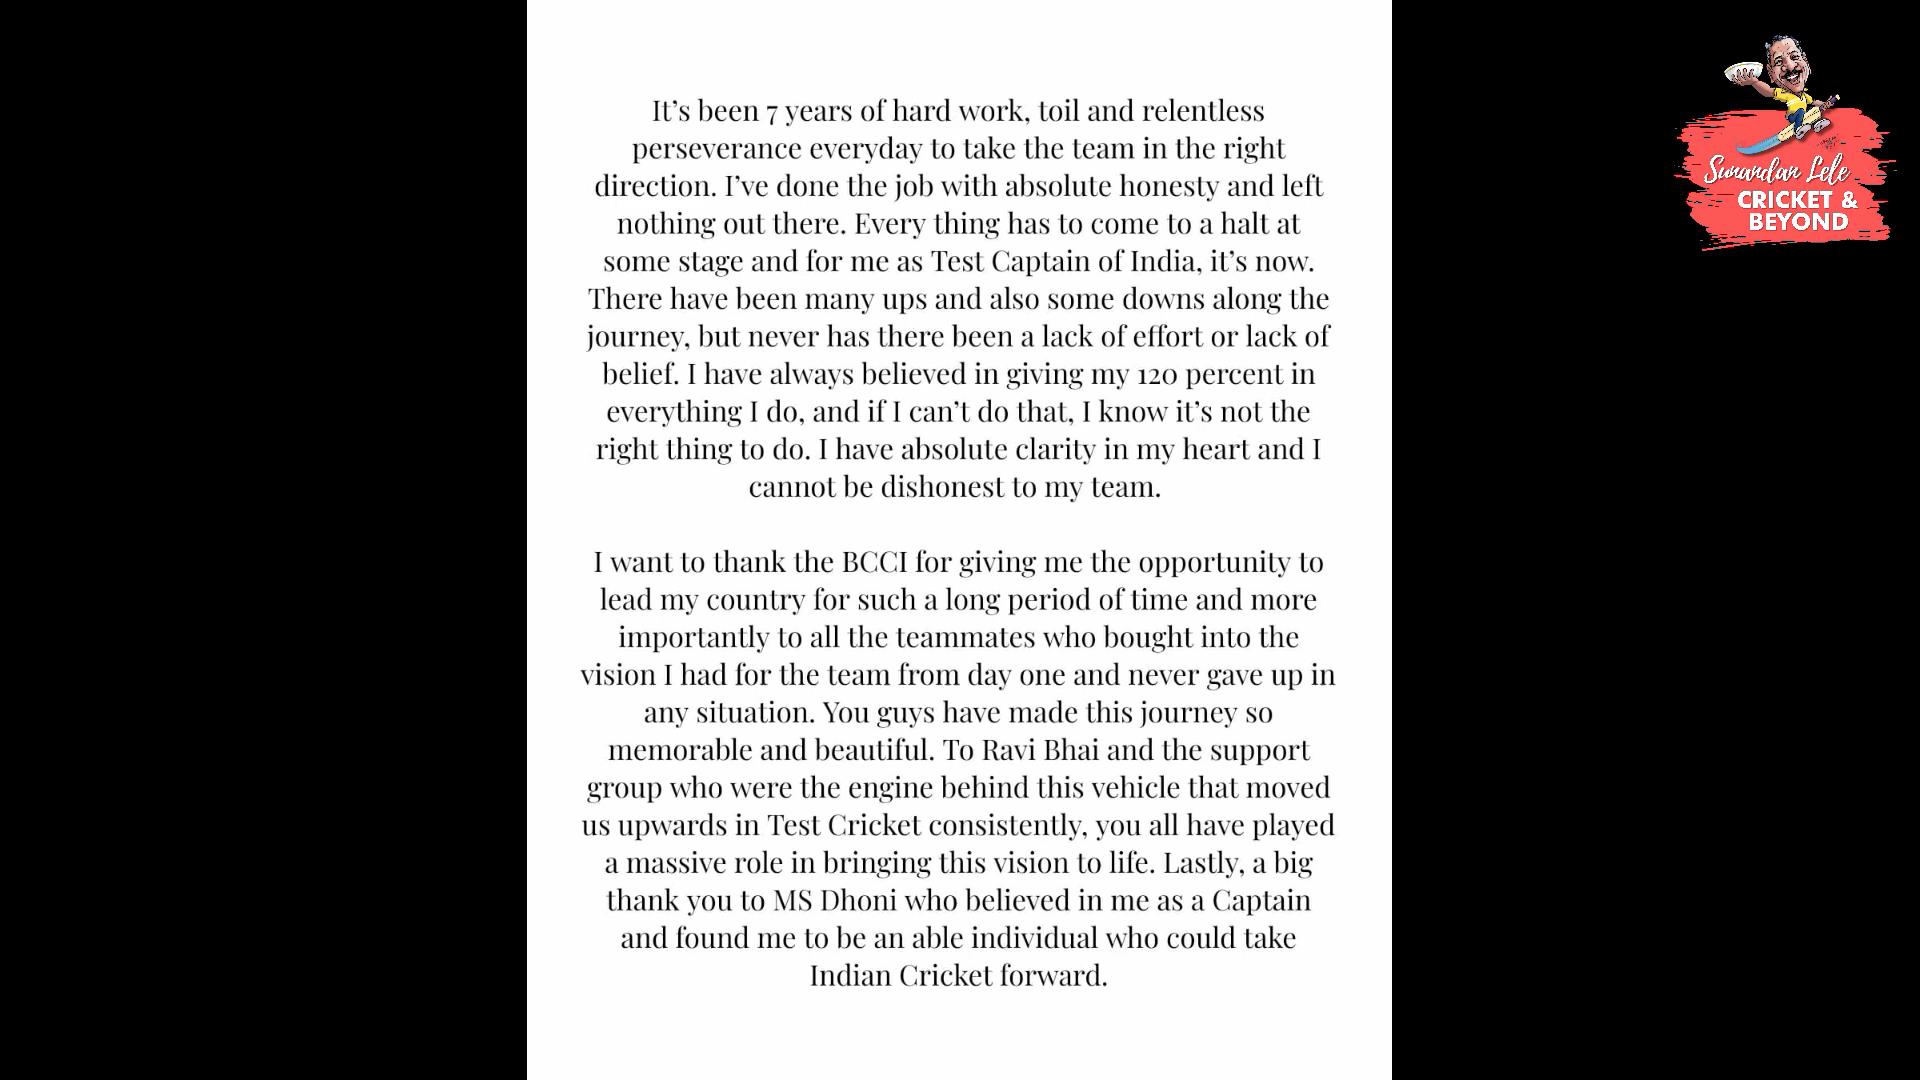 It’s been 7 years of hard work, toil and relentless
perseverance everyday to take the team in the right
direction. I’ve done the job with absolute honesty and left
nothing out there. Every thing has to come to a halt at
some stage and for me as Test Captain of India, it’s now.
There have been many ups and also some downs along the
journey, but never has there been a lack of effort or lack of
belief. I have always believed in giving my 120 percent in
everything I do, and if I can’t do that, I know it’s not the
right thing to do. I have absolute clarity in my heart and I
cannot be dishonest to my team.
I want to thank the BCCI for giving me the opportunity to
lead my country for such a long period of time and more
importantly to all the teammates who bought into the
vision I had for the team from day one and never gave up in
any situation. You guys have made this journey so
memorable and beautiful. To Ravi Bhai and the support
group who were the engine behind this vehicle that moved
us upwards in Test Cricket consistently, you all have played
a massive role in bringing this vision to life. Lastly, a big
thank you to MS Dhoni who believed in me as a Captain
and found me to be an able individual who could take
Indian Cricket forward.
Sunandan Lele
CRICKET &
BEYOND